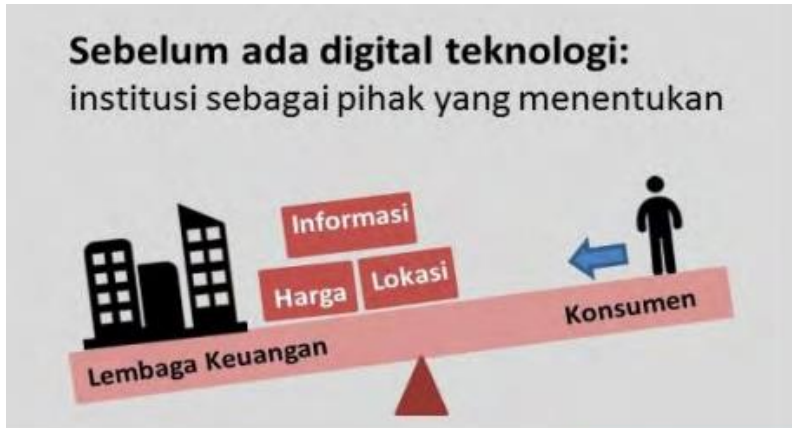 Sebelum ada digital teknologi:
institusi sebagai pihak yang menentukan
Informasi
Harga
Lokasi
Konsumen
Lembaga Keuangan